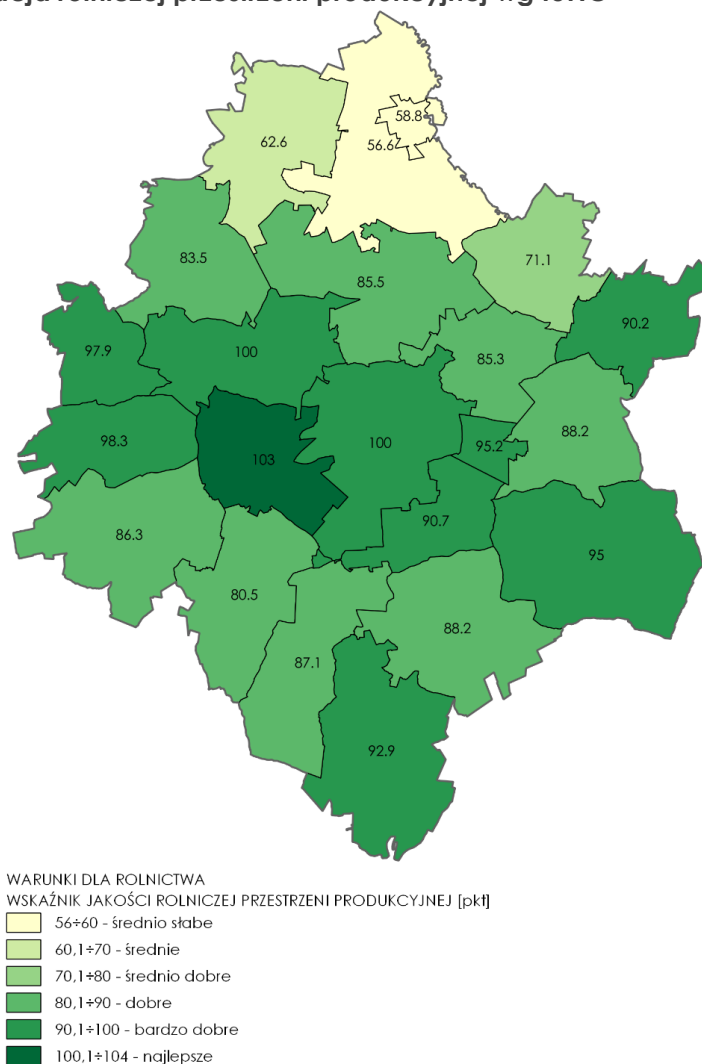 rolniczej przestrzeni produkcyjnej
58.8
62.6
56.6
83.5
71.1
85.5
90.2
97.9
100
85.3
88.2
98.3
100
95.2
103
90.7
86.3
95
80.5
88.2
87.1
92.9
WARUNKI DLA ROLNICTWA
WSKAŹNIK JAKOŚCI ROLNICZEJ PRZESTRZENI PRODUKCYJNEJ [pkt]
56÷60 - średnio słabe
60,1÷70 - średnie
70,1÷80 - średnio dobre
80,1÷90 - dobre
90,1÷100 - bardzo dobre
100,1÷104 - najlepsze